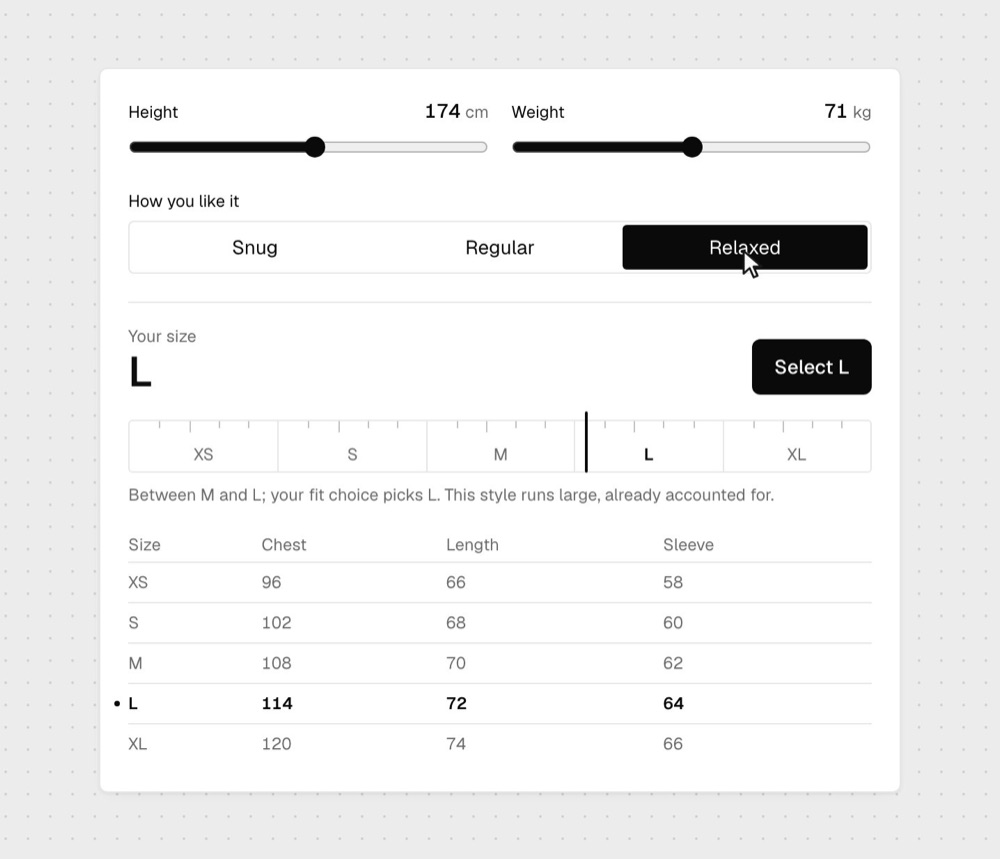 Height 174 cm Weight 71 kg
How you like it
Snug Regular Relaxed
Your size
L
Select L
XS S M L XL
Between M and L; your fit choice picks L. This style runs large, already accounted for.
Size Chest Length Sleeve
XS 96 66 58
S 102 68 60
M 108 70 62
L 114 72 64
XL 120 74 66